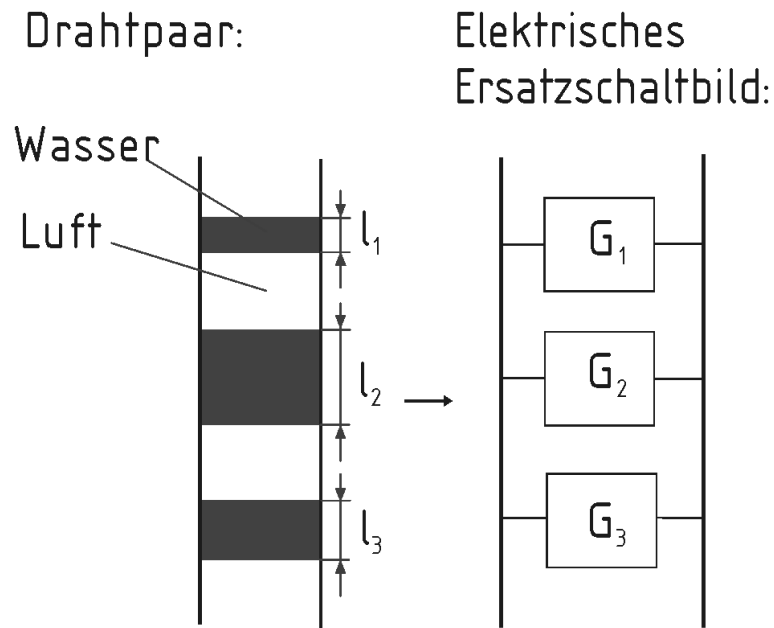 Drahtpaar:
Elektrisches
Ersatzschaltbild:
Wasser
Luft
l₁
l₂
l₃
G₁
G₂
G₃